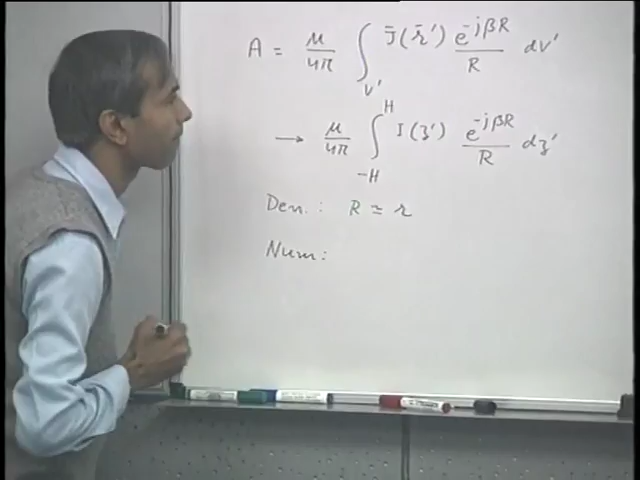 A = μ/4π ∫_{V'} J̄(r̄') e^{-jβR}/R dv'
→ μ/4π ∫_{-H}^{H} I(z') e^{-jβR}/R dz'
Den.: R ≃ r
Num: